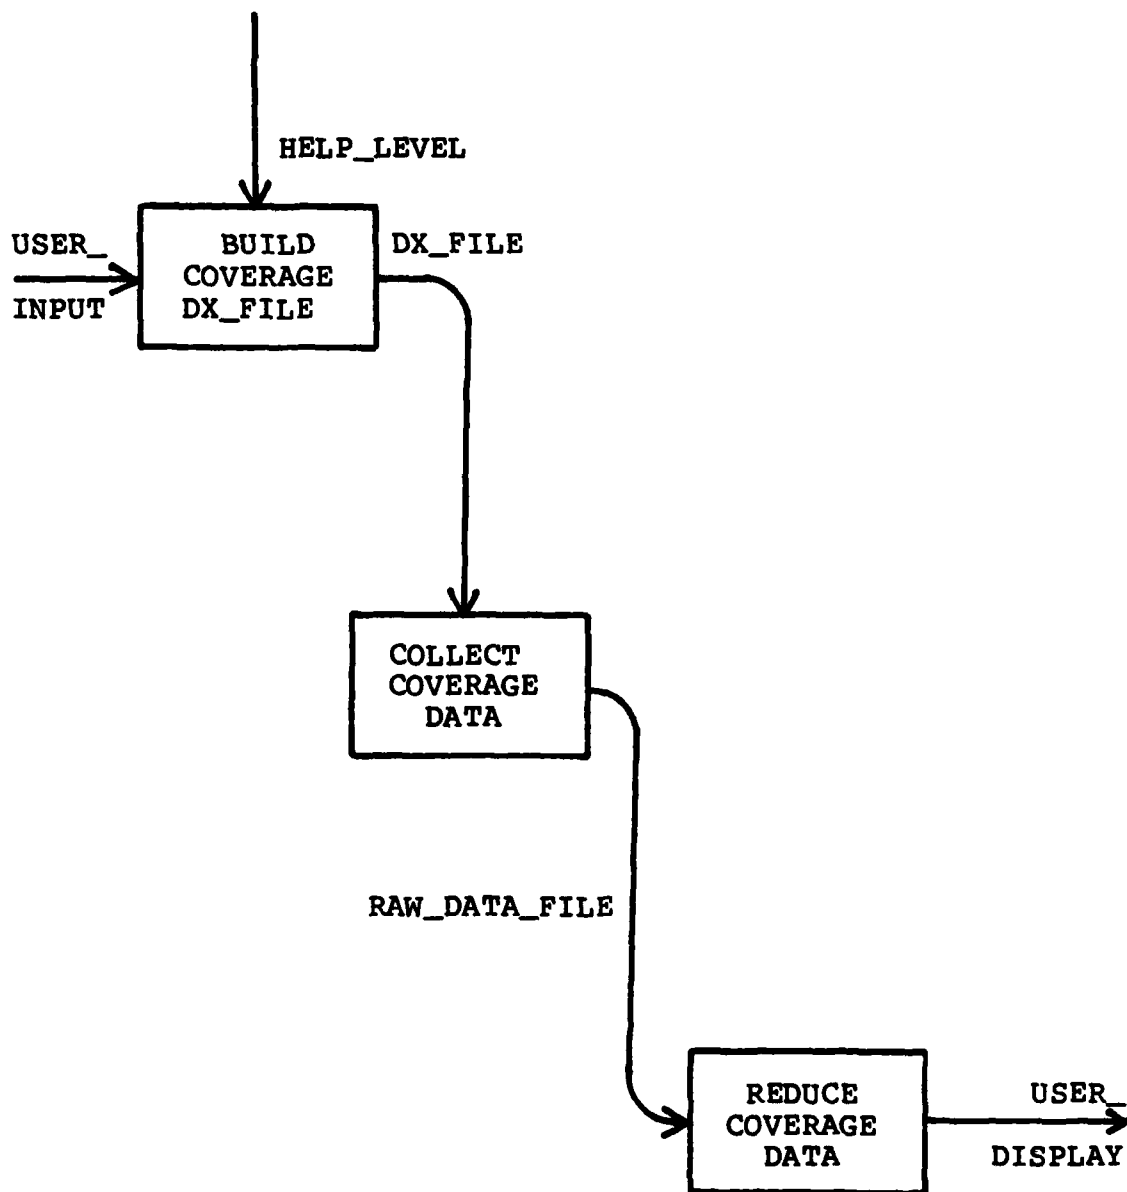 HELP_LEVEL
USER_
INPUT
BUILD
COVERAGE
DX_FILE
DX_FILE
COLLECT
COVERAGE
DATA
RAW_DATA_FILE
REDUCE
COVERAGE
DATA
USER_
DISPLAY